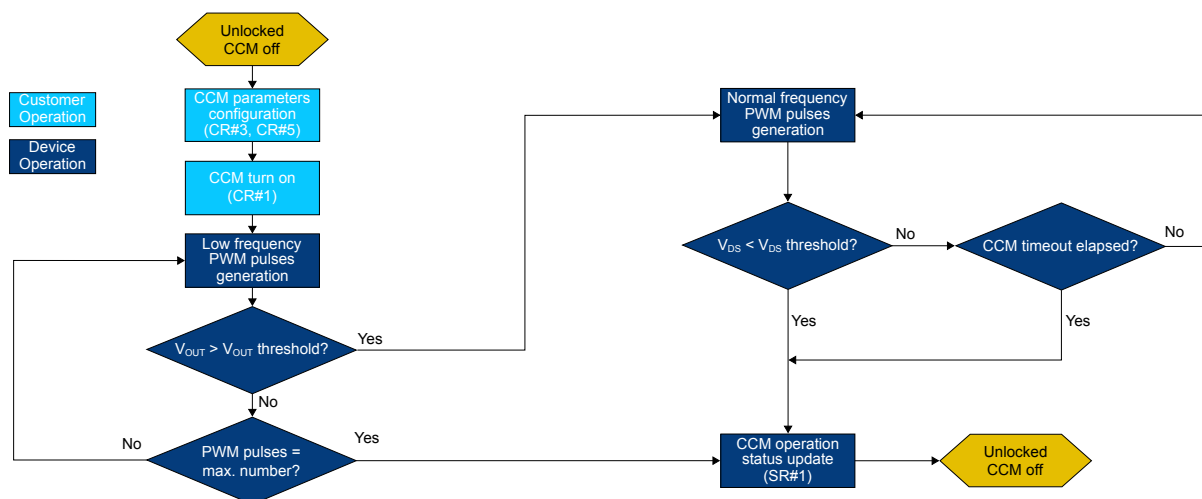 Unlocked
CCM off
Customer
Operation
Device
Operation
CCM parameters
configuration
(CR#3, CR#5)
CCM turn on
(CR#1)
Low frequency
PWM pulses
generation
VOUT > VOUT threshold?
Yes
No
PWM pulses =
max. number?
No
Yes
Normal frequency
PWM pulses
generation
VDS < VDS threshold?
No
CCM timeout elapsed?
No
Yes
Yes
CCM operation
status update
(SR#1)
Unlocked
CCM off